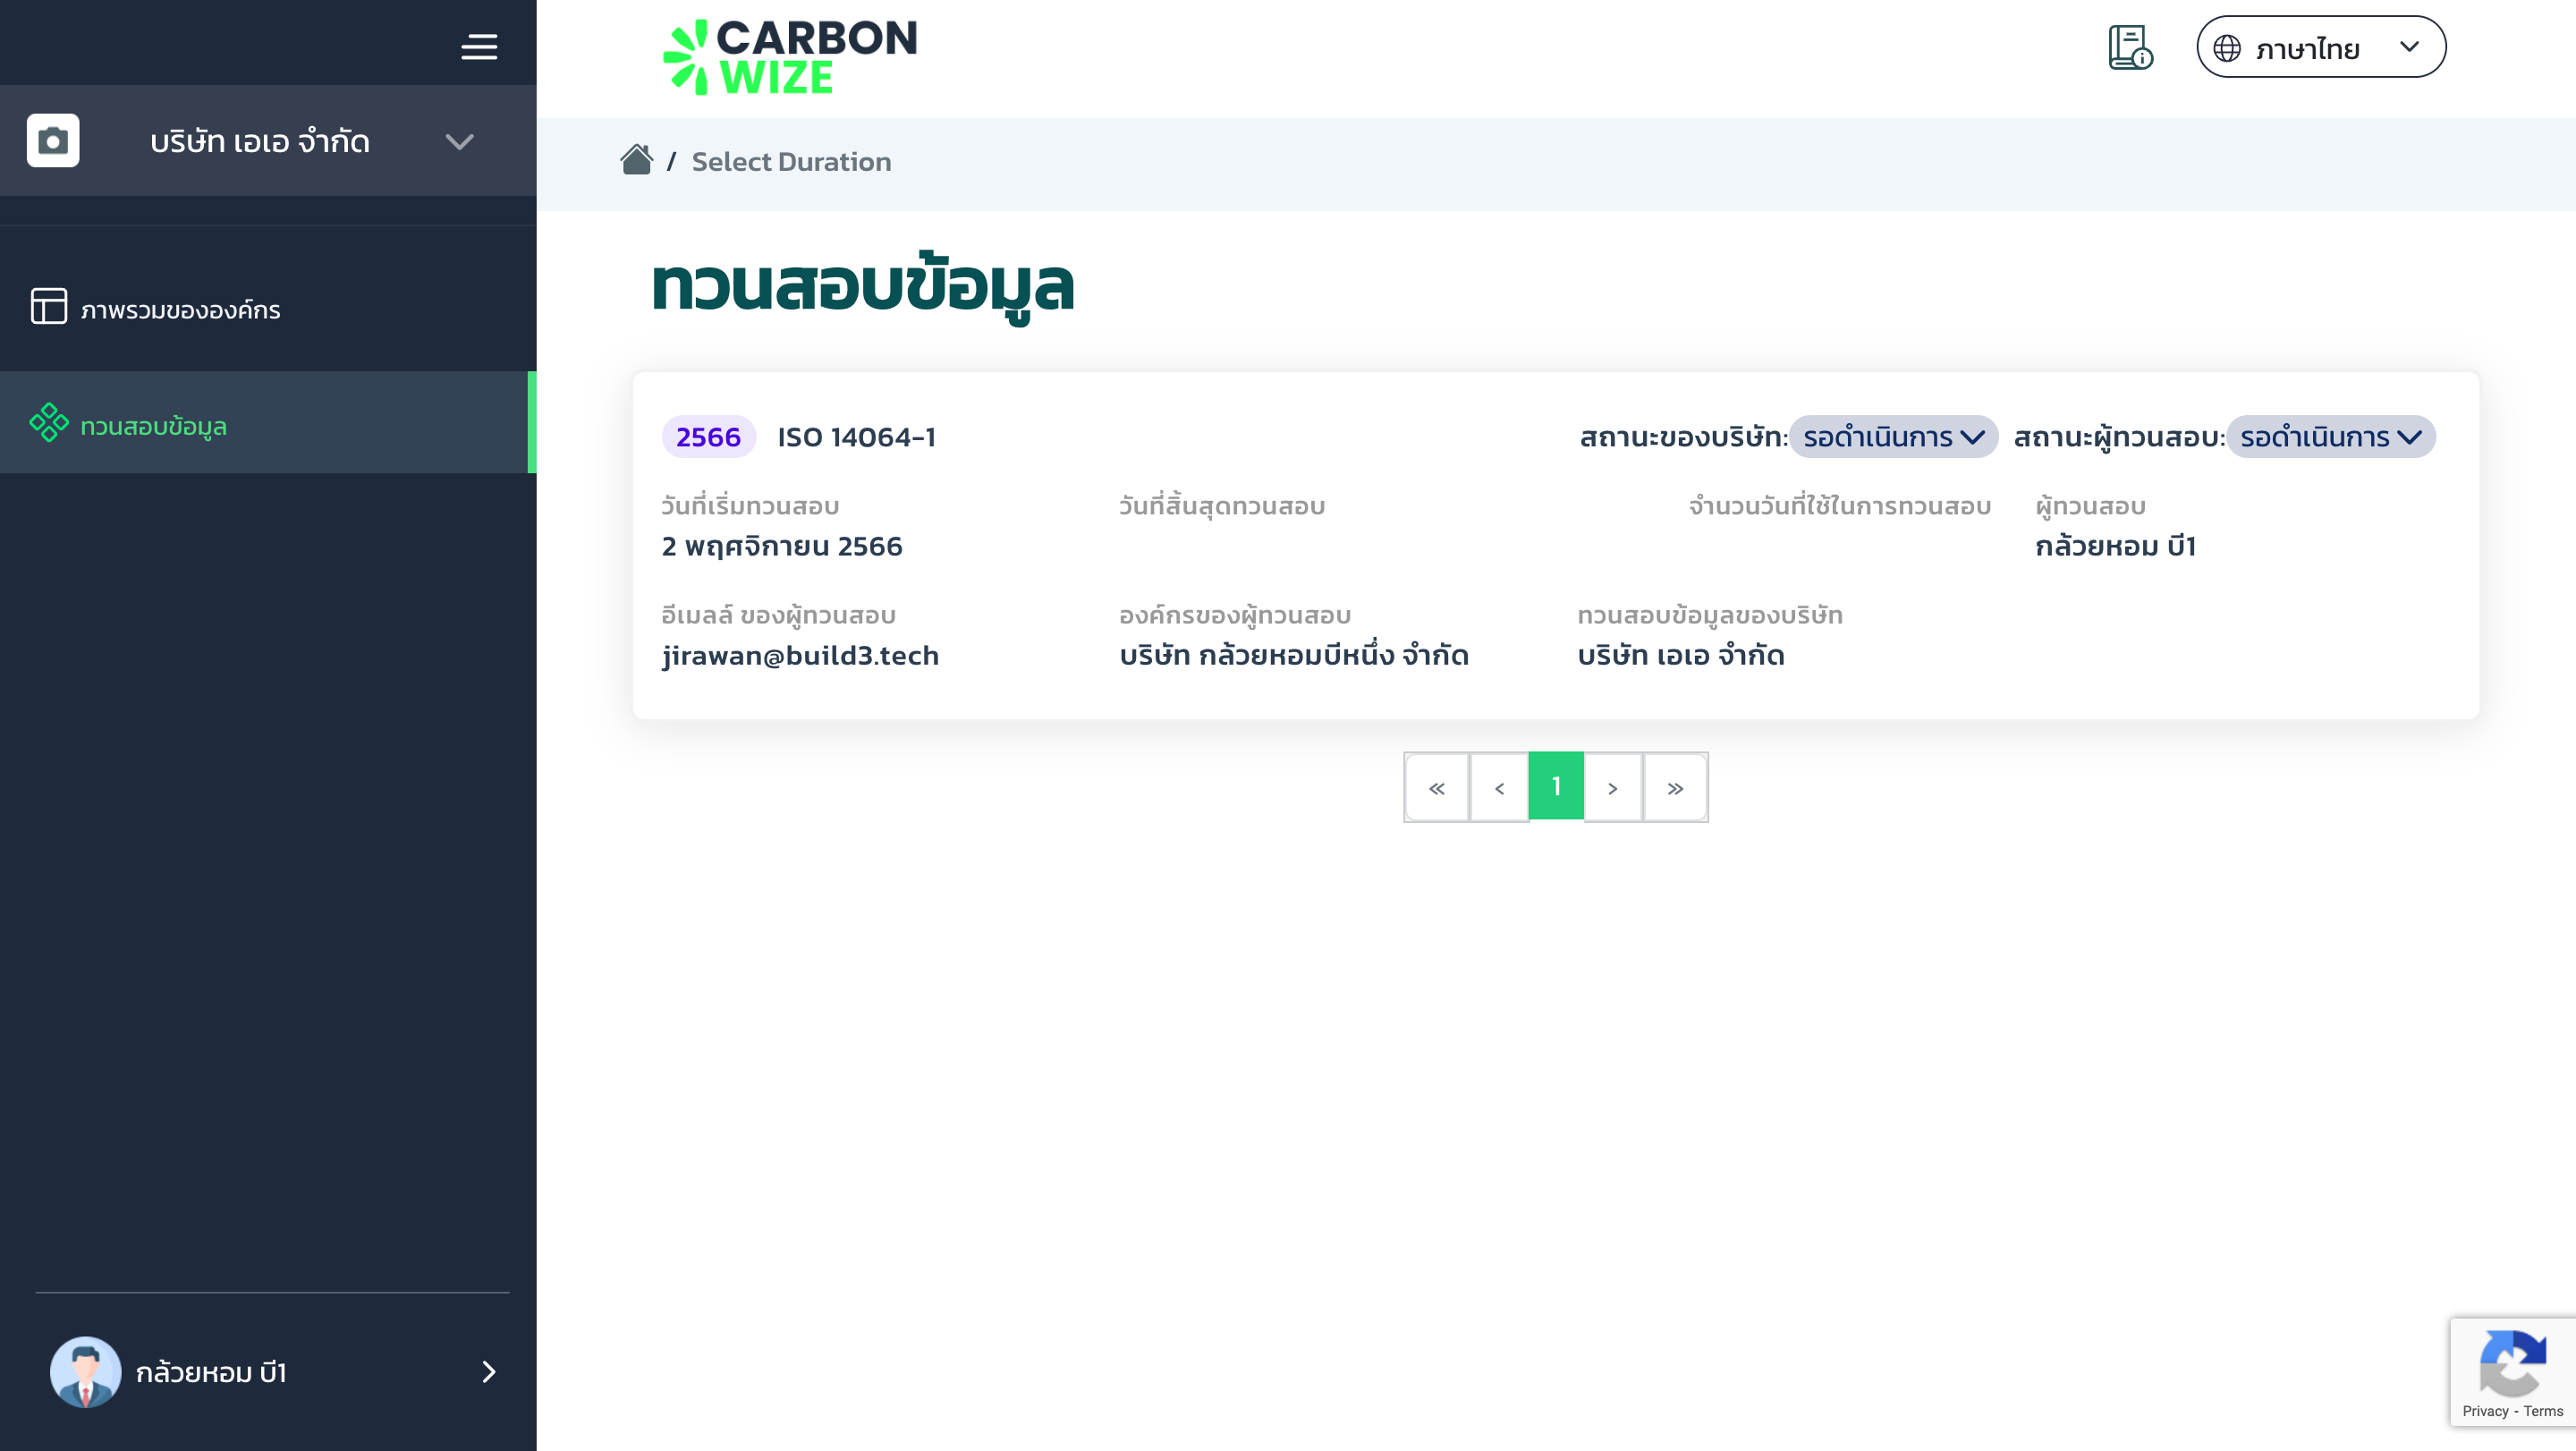 บริษัท เอเอ จำกัด
ภาพรวมขององค์กร
ทวนสอบข้อมูล
กล้วยหอม บี1
CARBON
WIZE
ภาษาไทย
/ Select Duration
ทวนสอบข้อมูล
2566 ISO 14064-1 สถานะของบริษัท: รอดำเนินการ สถานะผู้ทวนสอบ: รอดำเนินการ
วันที่เริ่มทวนสอบ วันที่สิ้นสุดทวนสอบ จำนวนวันที่ใช้ในการทวนสอบ ผู้ทวนสอบ
2 พฤศจิกายน 2566 กล้วยหอม บี1
อีเมลล์ ของผู้ทวนสอบ องค์กรของผู้ทวนสอบ ทวนสอบข้อมูลของบริษัท
jirawan@build3.tech บริษัท กล้วยหอมบีหนึ่ง จำกัด บริษัท เอเอ จำกัด
« ‹ 1 › »
Privacy - Terms